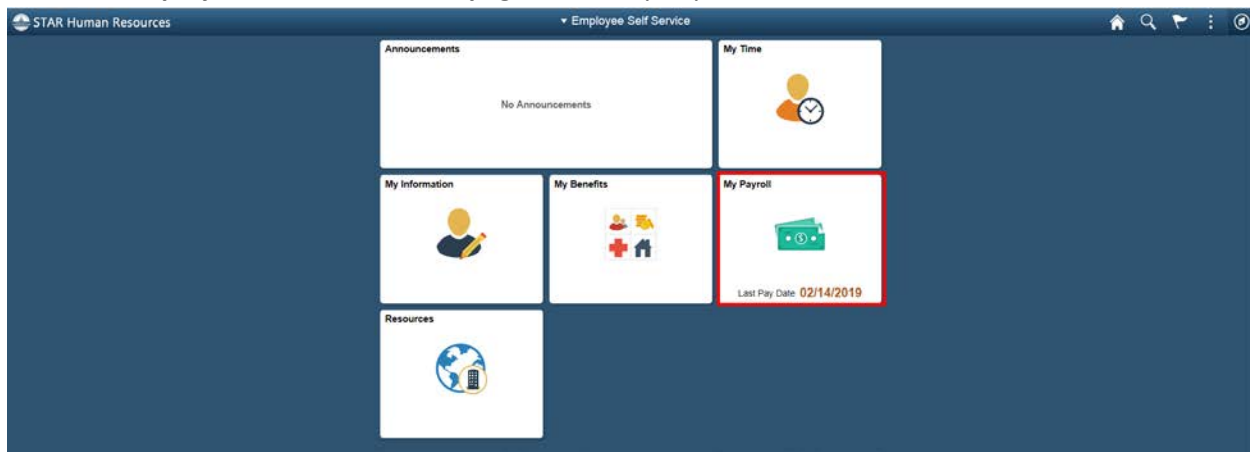 STAR Human Resources
Employee Self Service
Announcements
No Announcements
My Time
My Information
My Benefits
My Payroll
Last Pay Date 02/14/2019
Resources